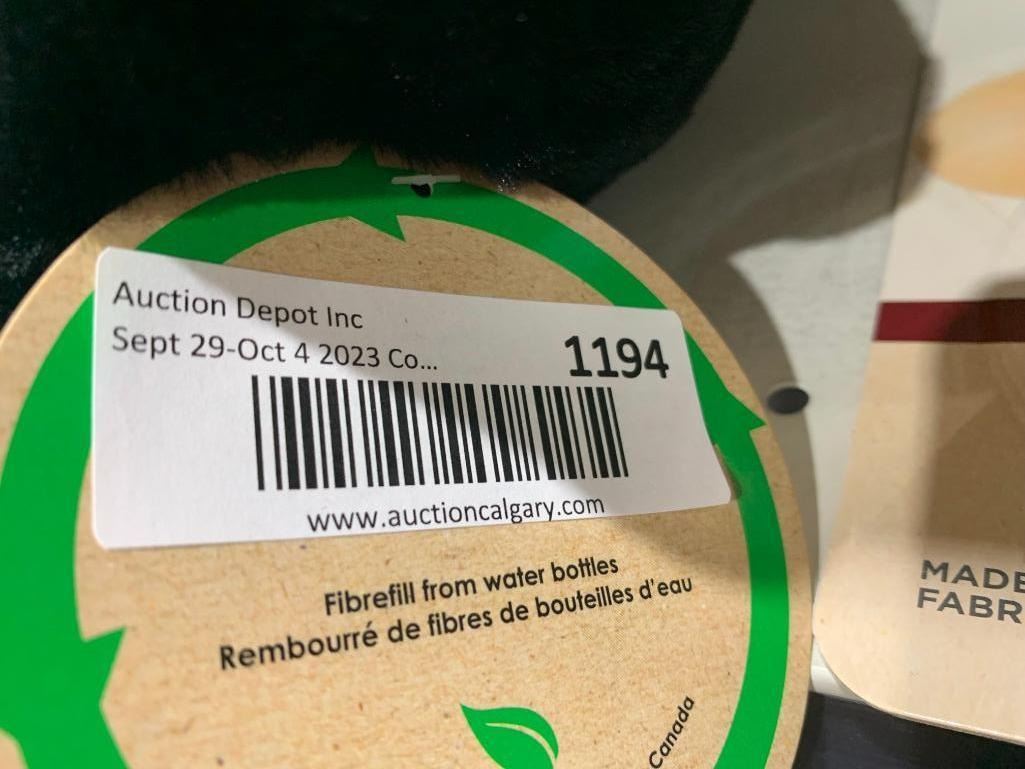 Auction Depot Inc
Sept 29-Oct 4 2023 Co...
1194
www.auctioncalgary.com
Fibrefill from water bottles
Rembourré de fibres de bouteilles d'eau
Canada
MADE
FABR